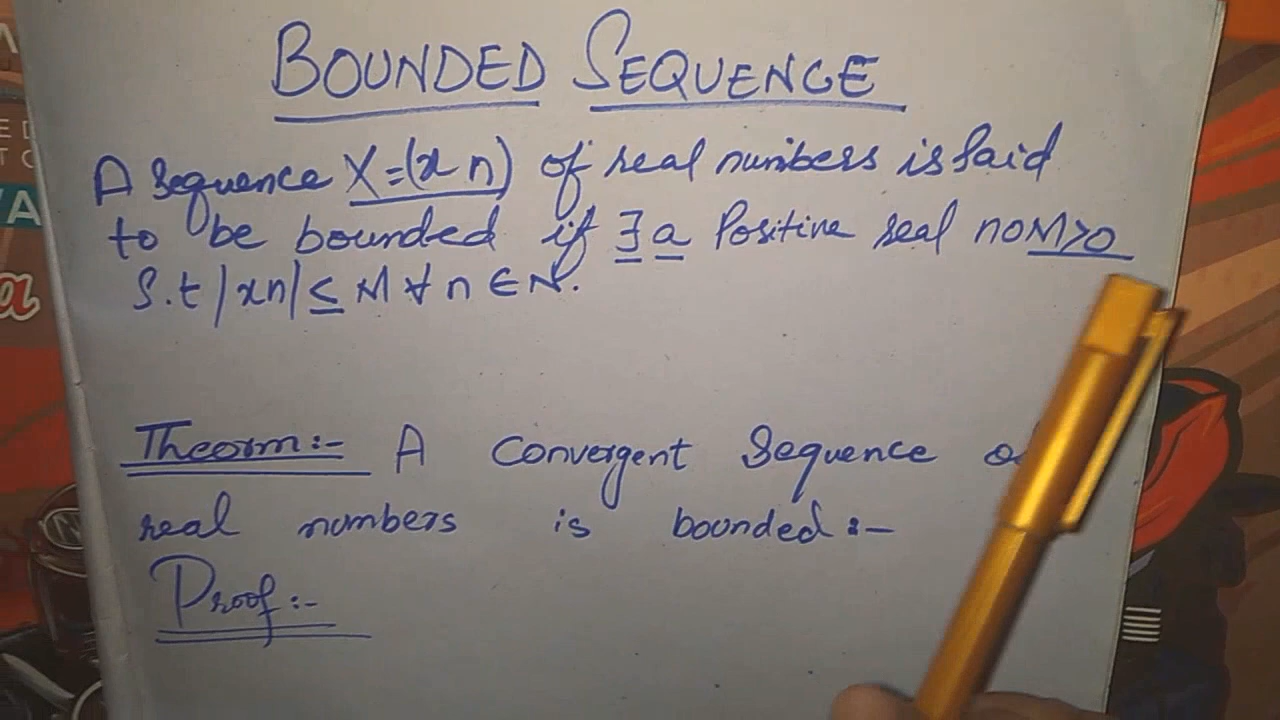 BOUNDED SEQUENCE
A Sequence X=(xn) of real numbers is Said
to be bounded if ∃ a Positive real no M>0
S.t |xn| ≤ M ∀ n ∈ N.
Theorm:- A Convergent Sequence
real numbers is bounded:-
Proof:-